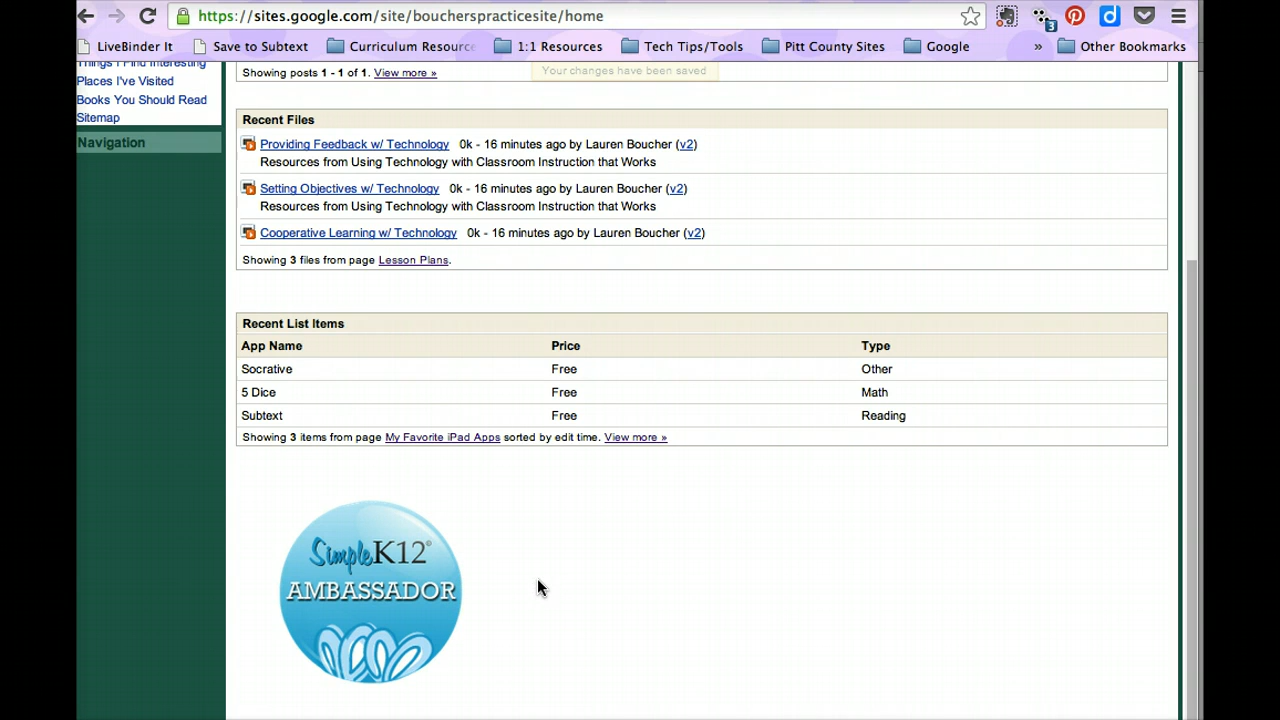 https://sites.google.com/site/boucherspracticesite/home
3
LiveBinder It Save to Subtext Curriculum Resourc 1:1 Resources Tech Tips/Tools Pitt County Sites Google » Other Bookmarks
Things I Find Interesting
Places I've Visited
Books You Should Read
Sitemap
Navigation
Showing posts 1 - 1 of 1. View more »
Your changes have been saved
Recent Files
Providing Feedback w/ Technology 0k - 16 minutes ago by Lauren Boucher (v2)
Resources from Using Technology with Classroom Instruction that Works
Setting Objectives w/ Technology 0k - 16 minutes ago by Lauren Boucher (v2)
Resources from Using Technology with Classroom Instruction that Works
Cooperative Learning w/ Technology 0k - 16 minutes ago by Lauren Boucher (v2)
Showing 3 files from page Lesson Plans.
Recent List Items
App Name Price Type
Socrative Free Other
5 Dice Free Math
Subtext Free Reading
Showing 3 items from page My Favorite iPad Apps sorted by edit time. View more »
SimpleK12®
AMBASSADOR